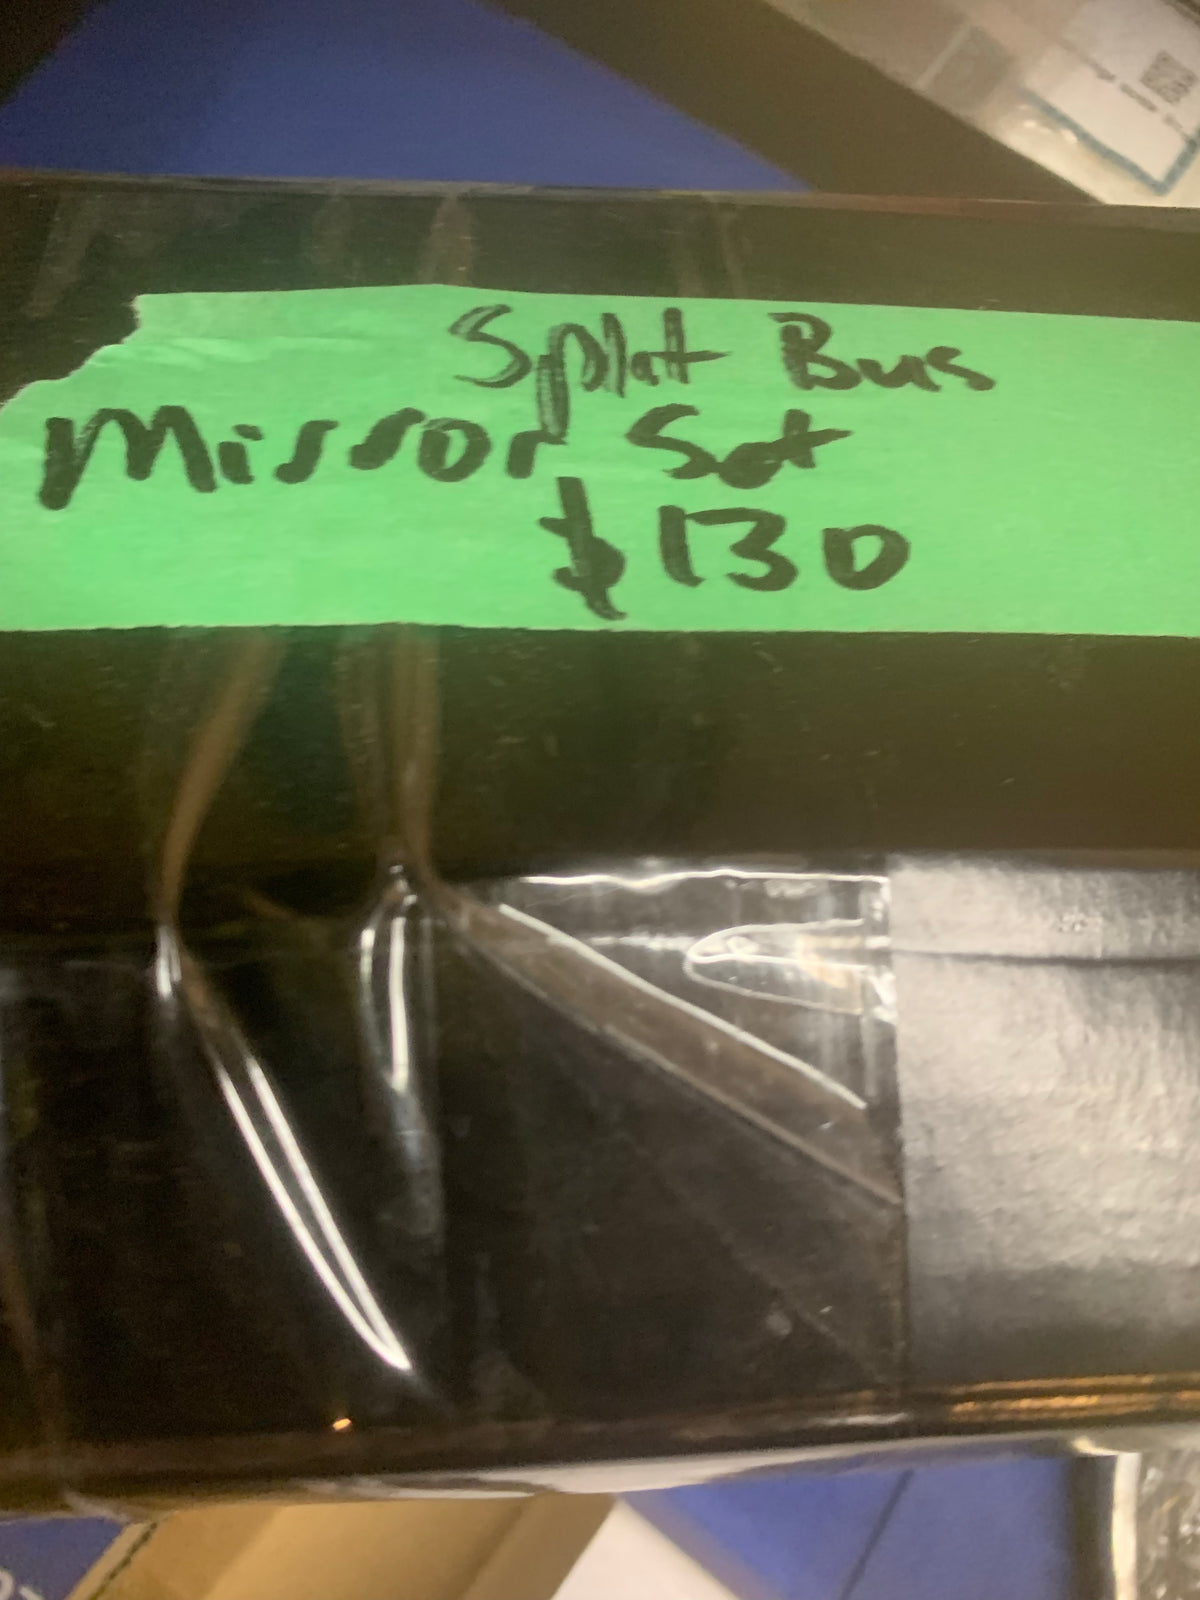 Split Bus
Mirror Set
$130